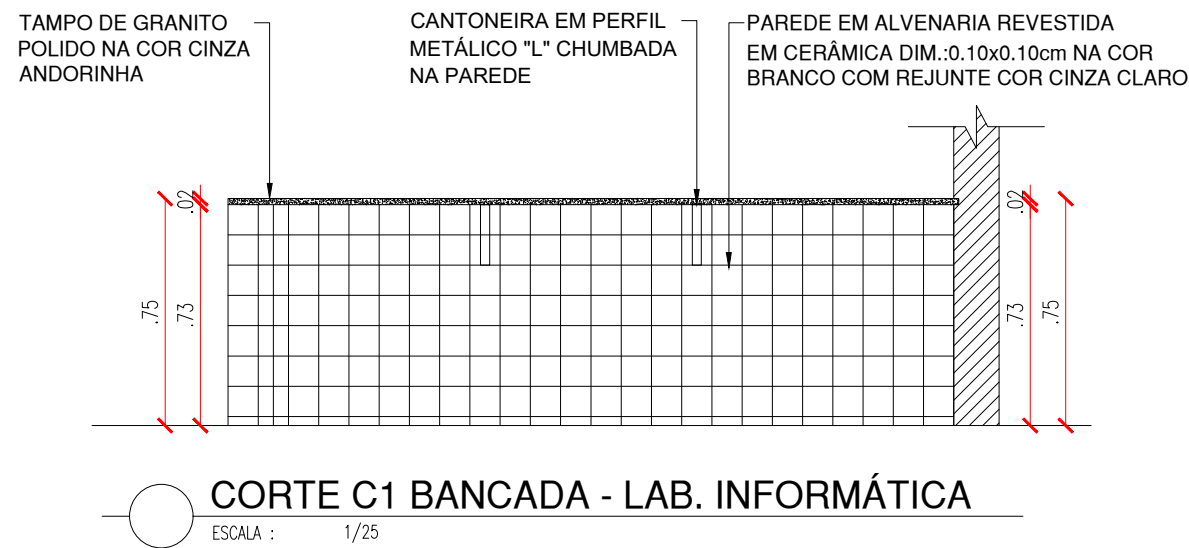 TAMPO DE GRANITO
POLIDO NA COR CINZA
ANDORINHA
CANTONEIRA EM PERFIL
METÁLICO "L" CHUMBADA
NA PAREDE
PAREDE EM ALVENARIA REVESTIDA
EM CERÂMICA DIM.:0.10x0.10cm NA COR
BRANCO COM REJUNTE COR CINZA CLARO
.02
.75
.73
.02
.73
.75
CORTE C1 BANCADA - LAB. INFORMÁTICA
ESCALA : 1/25